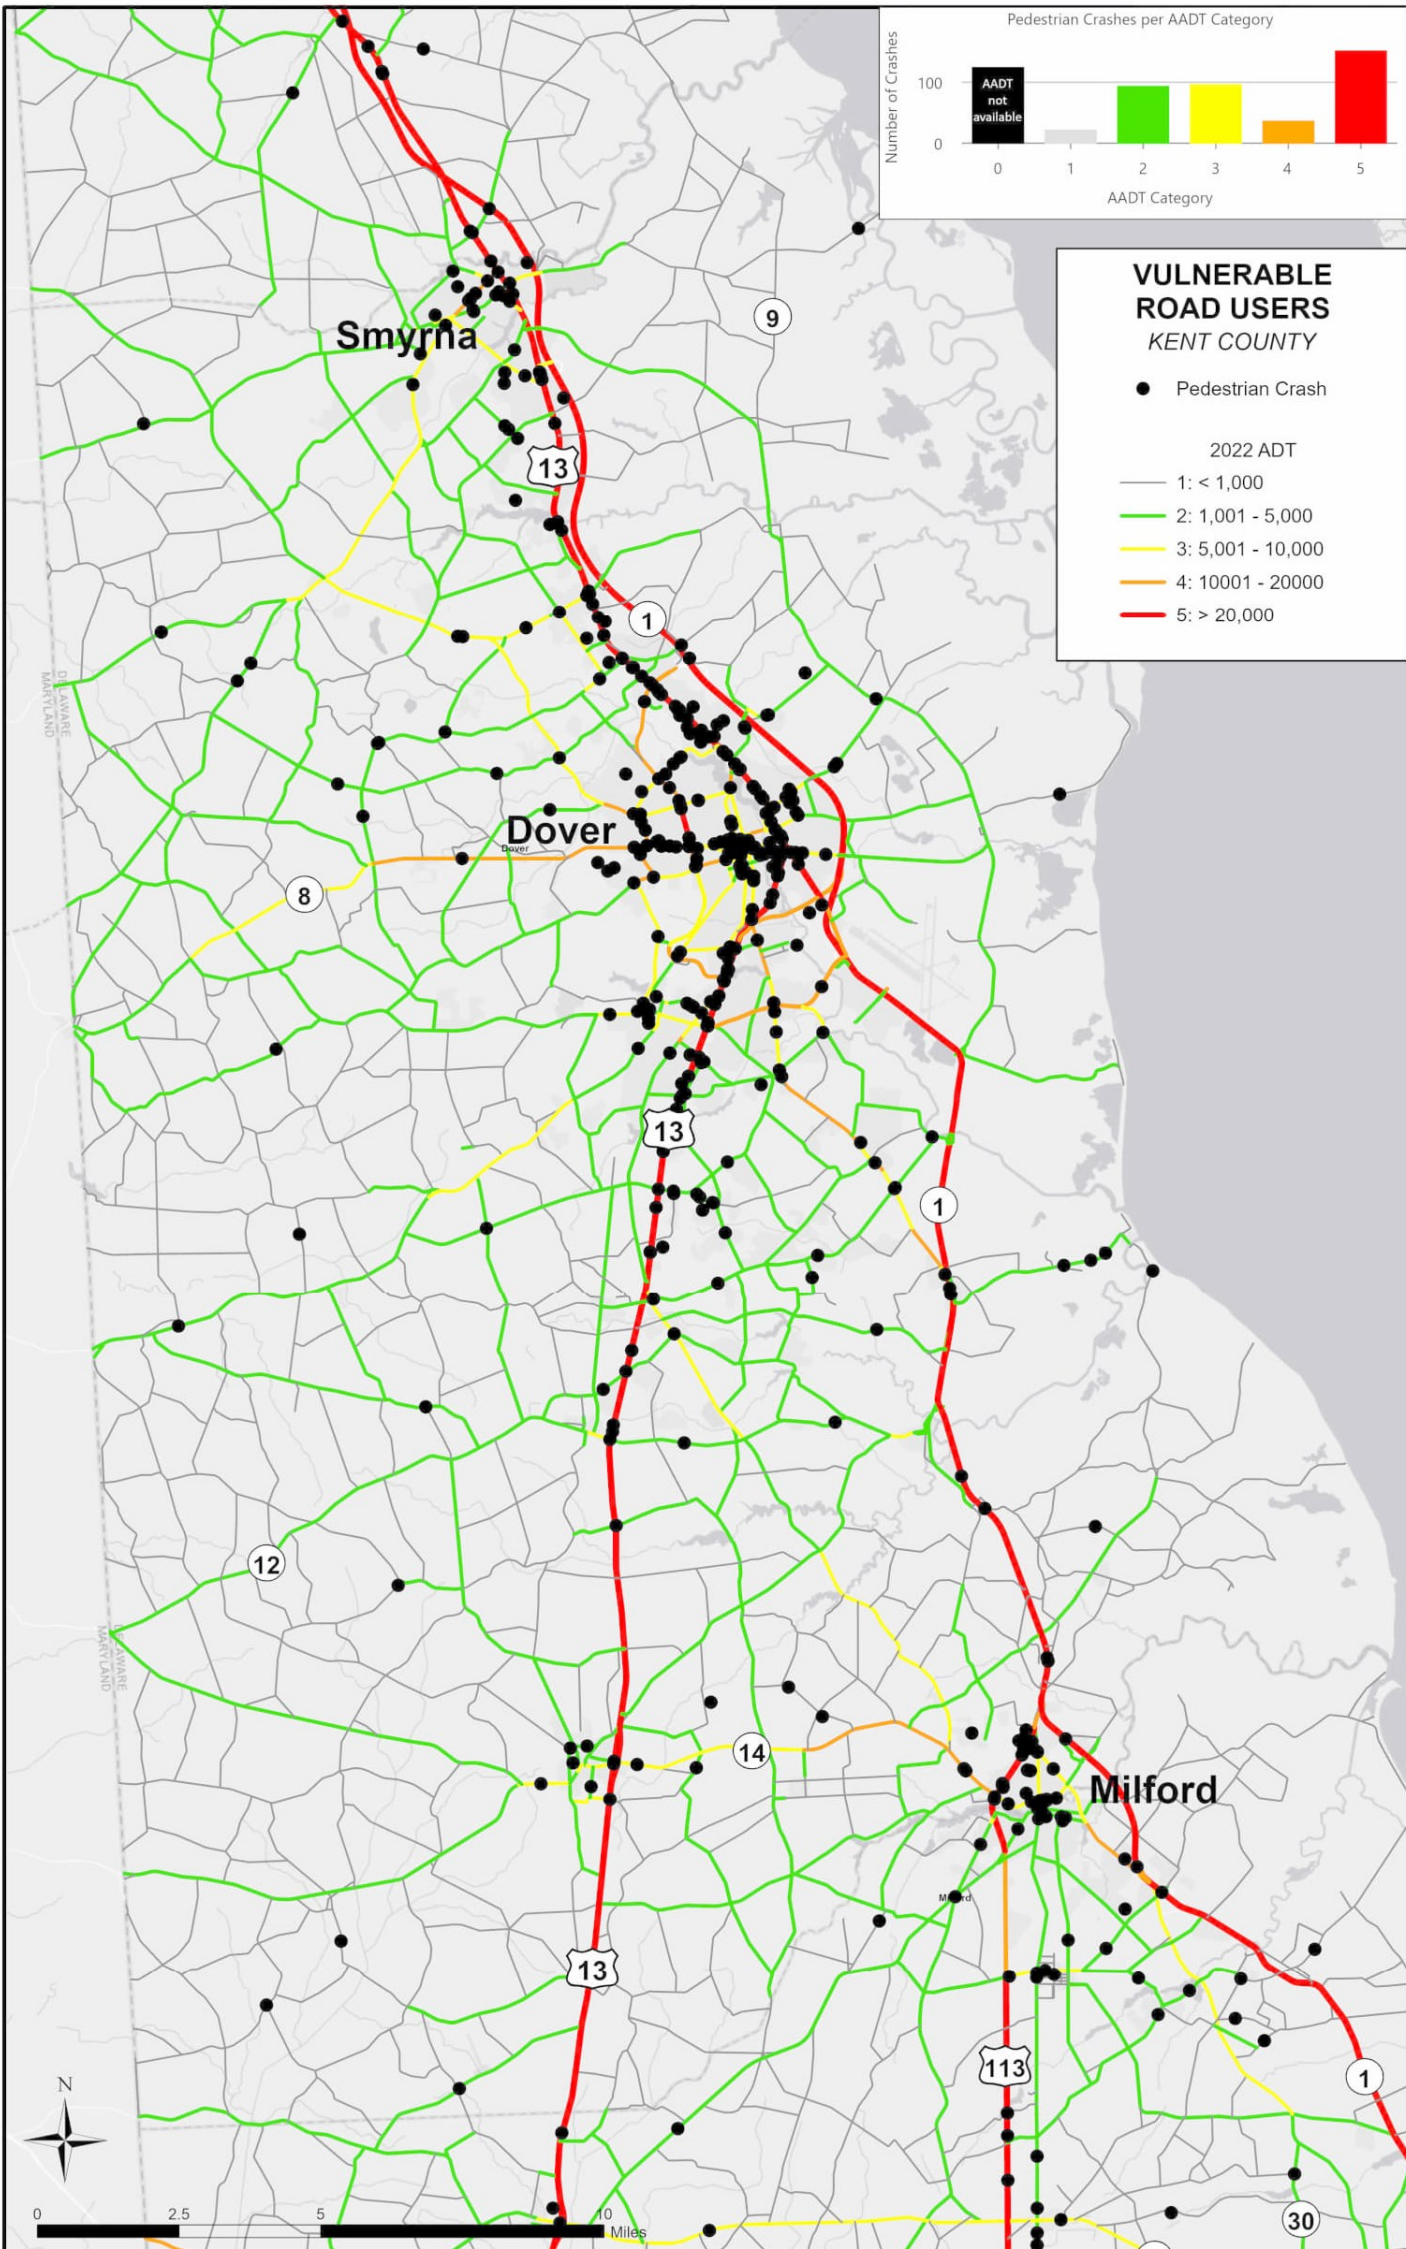 Pedestrian Crashes per AADT Category
Number of Crashes
100
0
AADT
not
available
0 1 2 3 4 5
AADT Category
VULNERABLE
ROAD USERS
KENT COUNTY
Pedestrian Crash
2022 ADT
1: < 1,000
2: 1,001 - 5,000
3: 5,001 - 10,000
4: 10001 - 20000
5: > 20,000
9
Smyrna
13
1
DELAWARE
MARYLAND
Dover
Dover
8
13
1
12
DELAWARE
MARYLAND
14
Milford
13
113
1
N
0 2.5 5 10
Miles
30